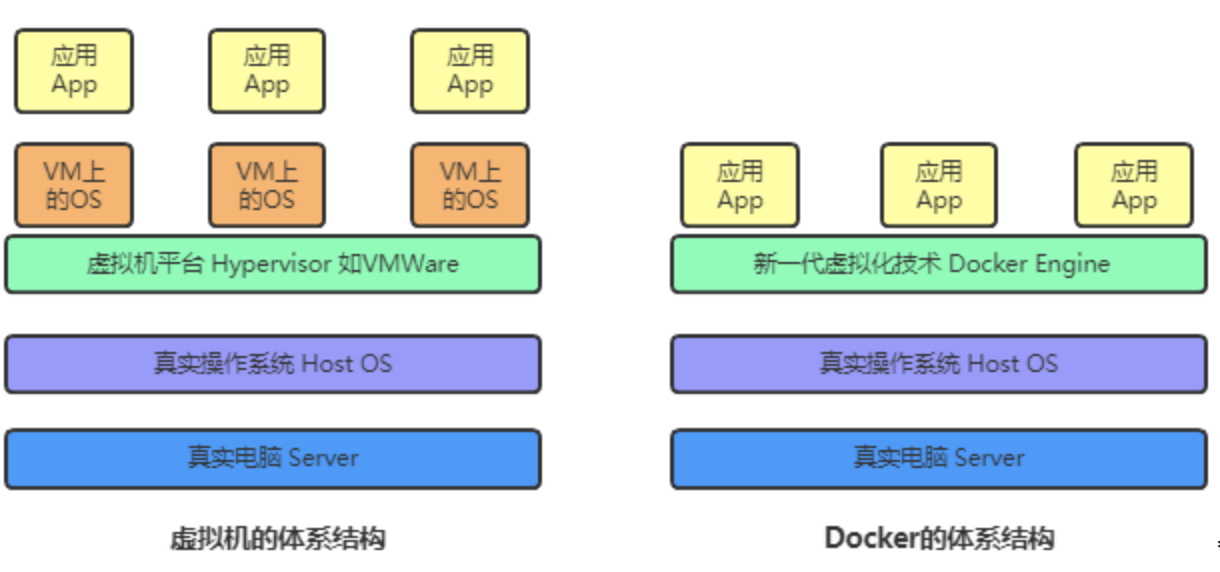 应用
App
应用
App
应用
App
VM上
的OS
VM上
的OS
VM上
的OS
虚拟机平台 Hypervisor 如VMWare
真实操作系统 Host OS
真实电脑 Server
虚拟机的体系结构
应用
App
应用
App
应用
App
新一代虚拟化技术 Docker Engine
真实操作系统 Host OS
真实电脑 Server
Docker的体系结构